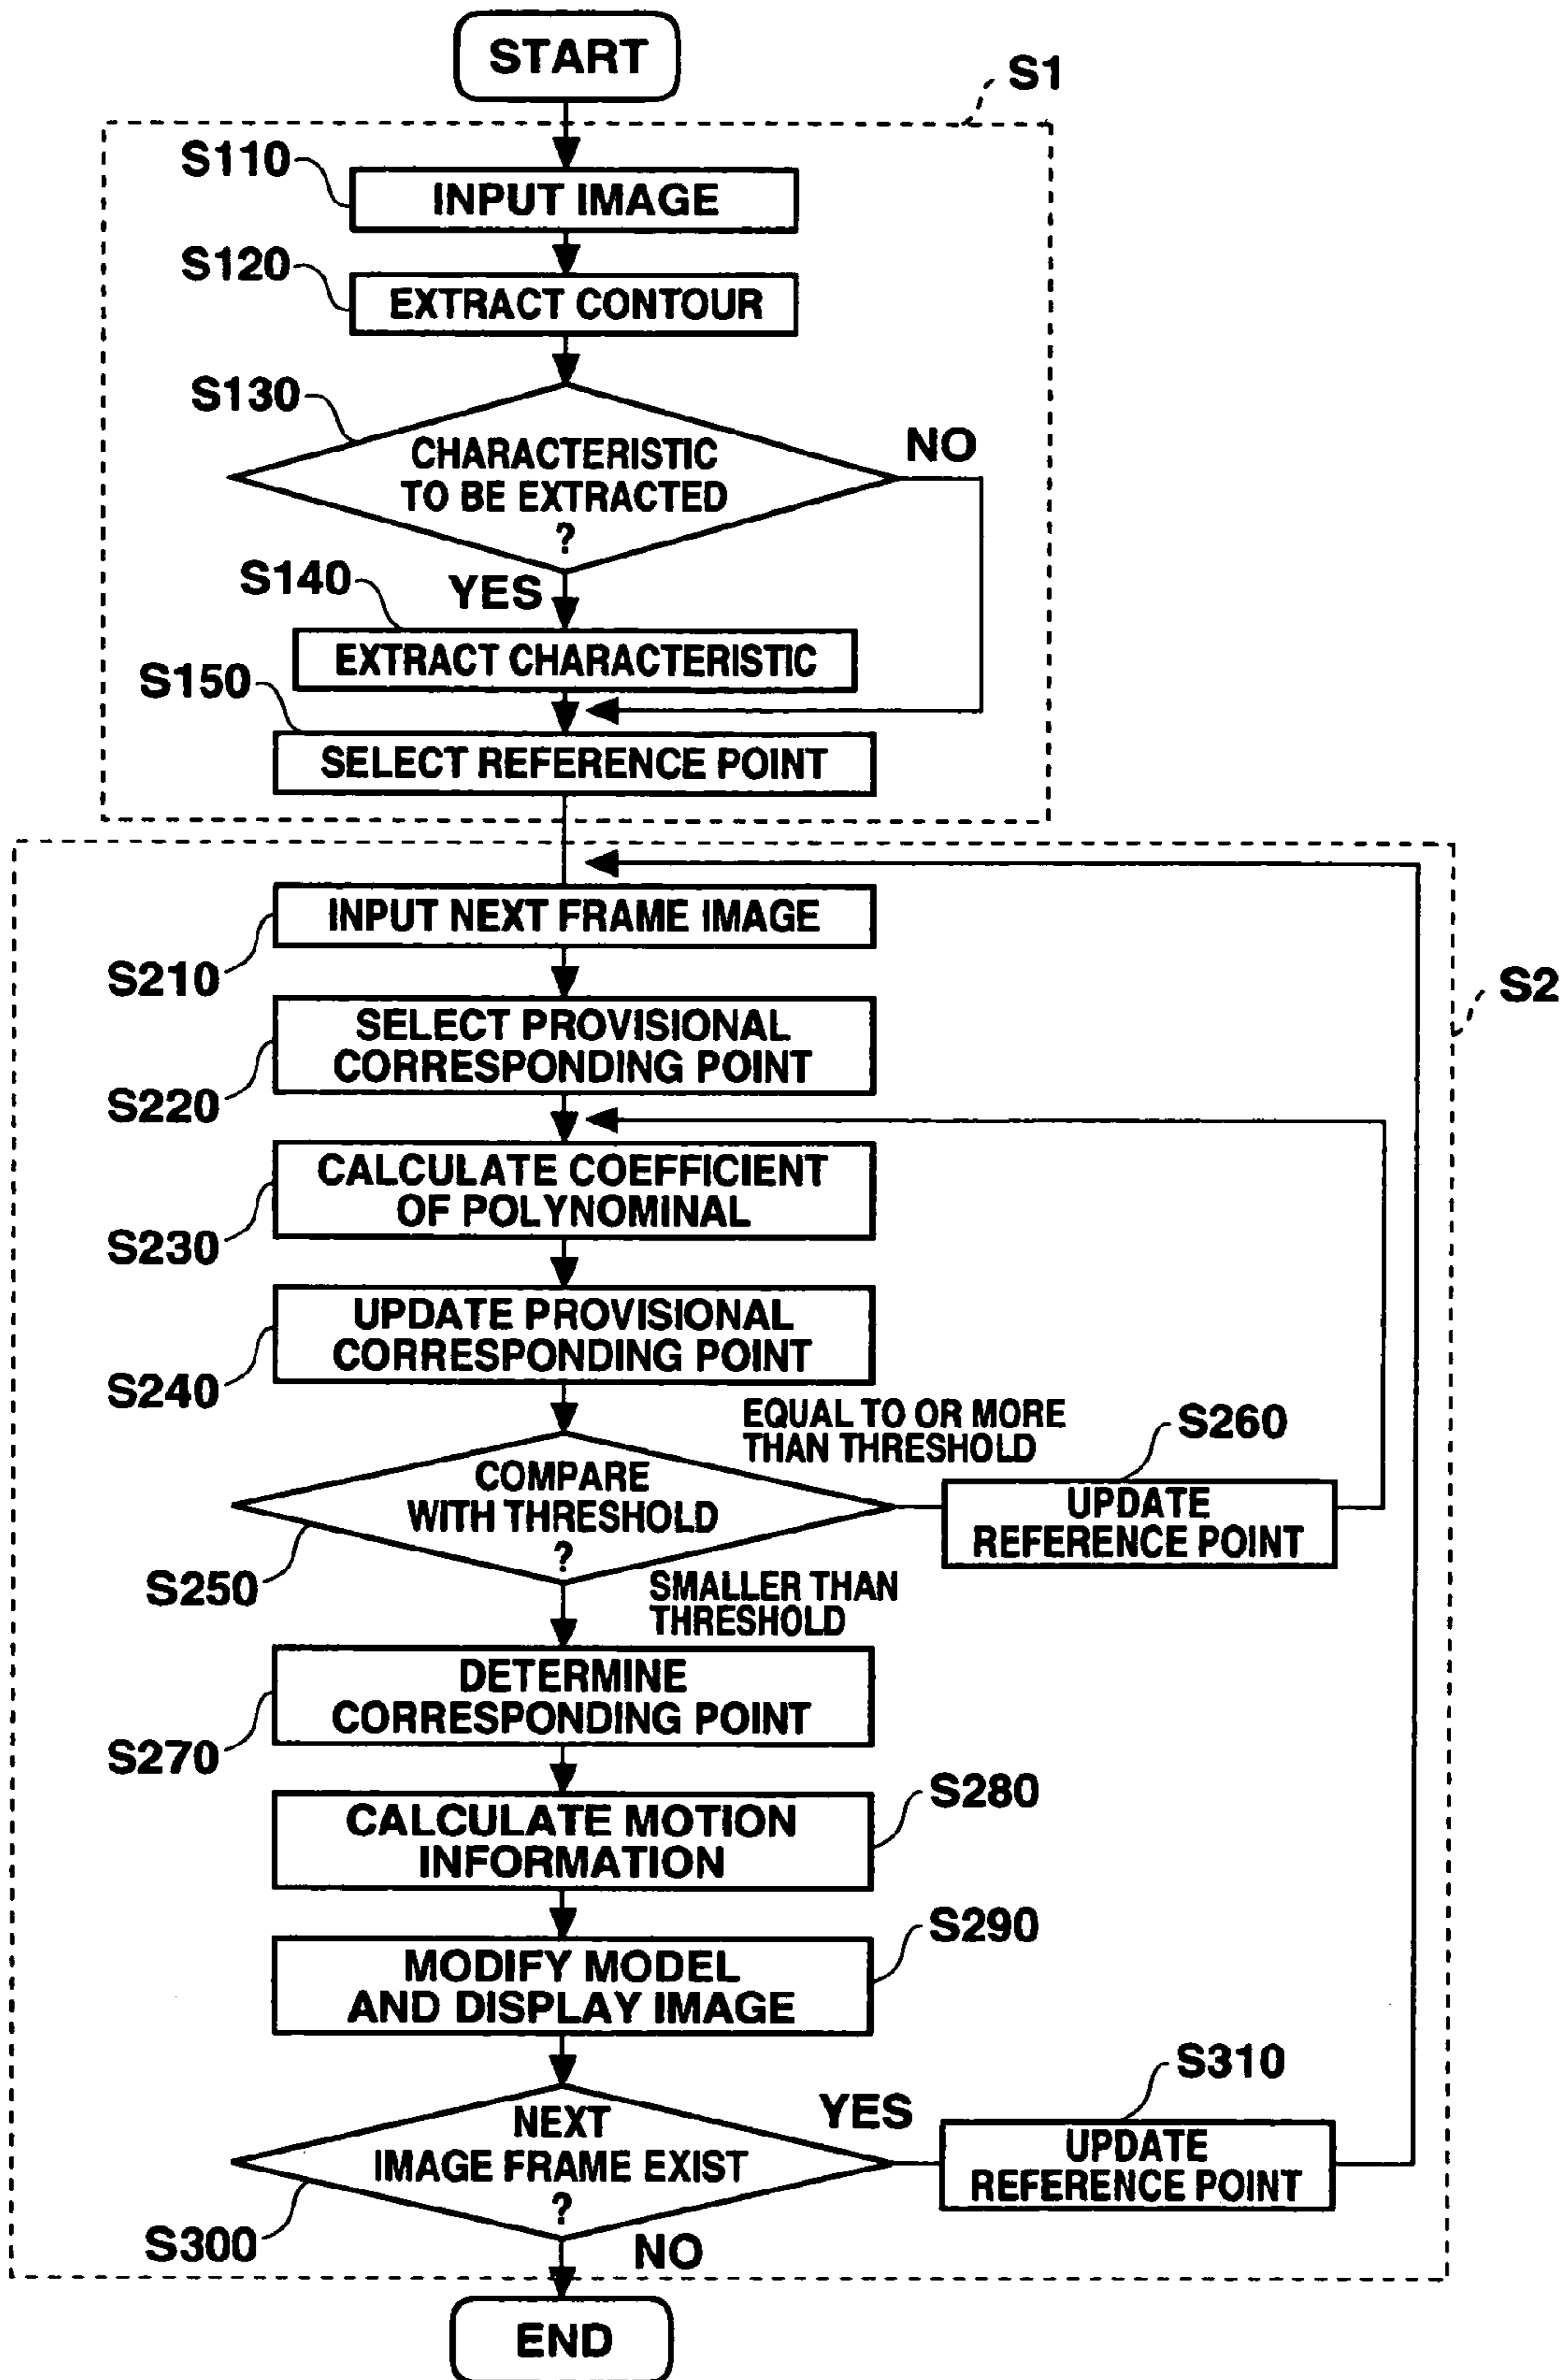 START
S1
S110
INPUT IMAGE
S120
EXTRACT CONTOUR
S130
CHARACTERISTIC
TO BE EXTRACTED
?
NO
YES
S140
EXTRACT CHARACTERISTIC
S150
SELECT REFERENCE POINT
INPUT NEXT FRAME IMAGE
S210
S2
SELECT PROVISIONAL
CORRESPONDING POINT
S220
CALCULATE COEFFICIENT
OF POLYNOMINAL
S230
UPDATE PROVISIONAL
CORRESPONDING POINT
S240
EQUAL TO OR MORE
THAN THRESHOLD
S260
COMPARE
WITH THRESHOLD
?
UPDATE
REFERENCE POINT
S250
SMALLER THAN
THRESHOLD
DETERMINE
CORRESPONDING POINT
S270
S280
CALCULATE MOTION
INFORMATION
S290
MODIFY MODEL
AND DISPLAY IMAGE
S310
YES
NEXT
IMAGE FRAME EXIST
?
UPDATE
REFERENCE POINT
S300
NO
END